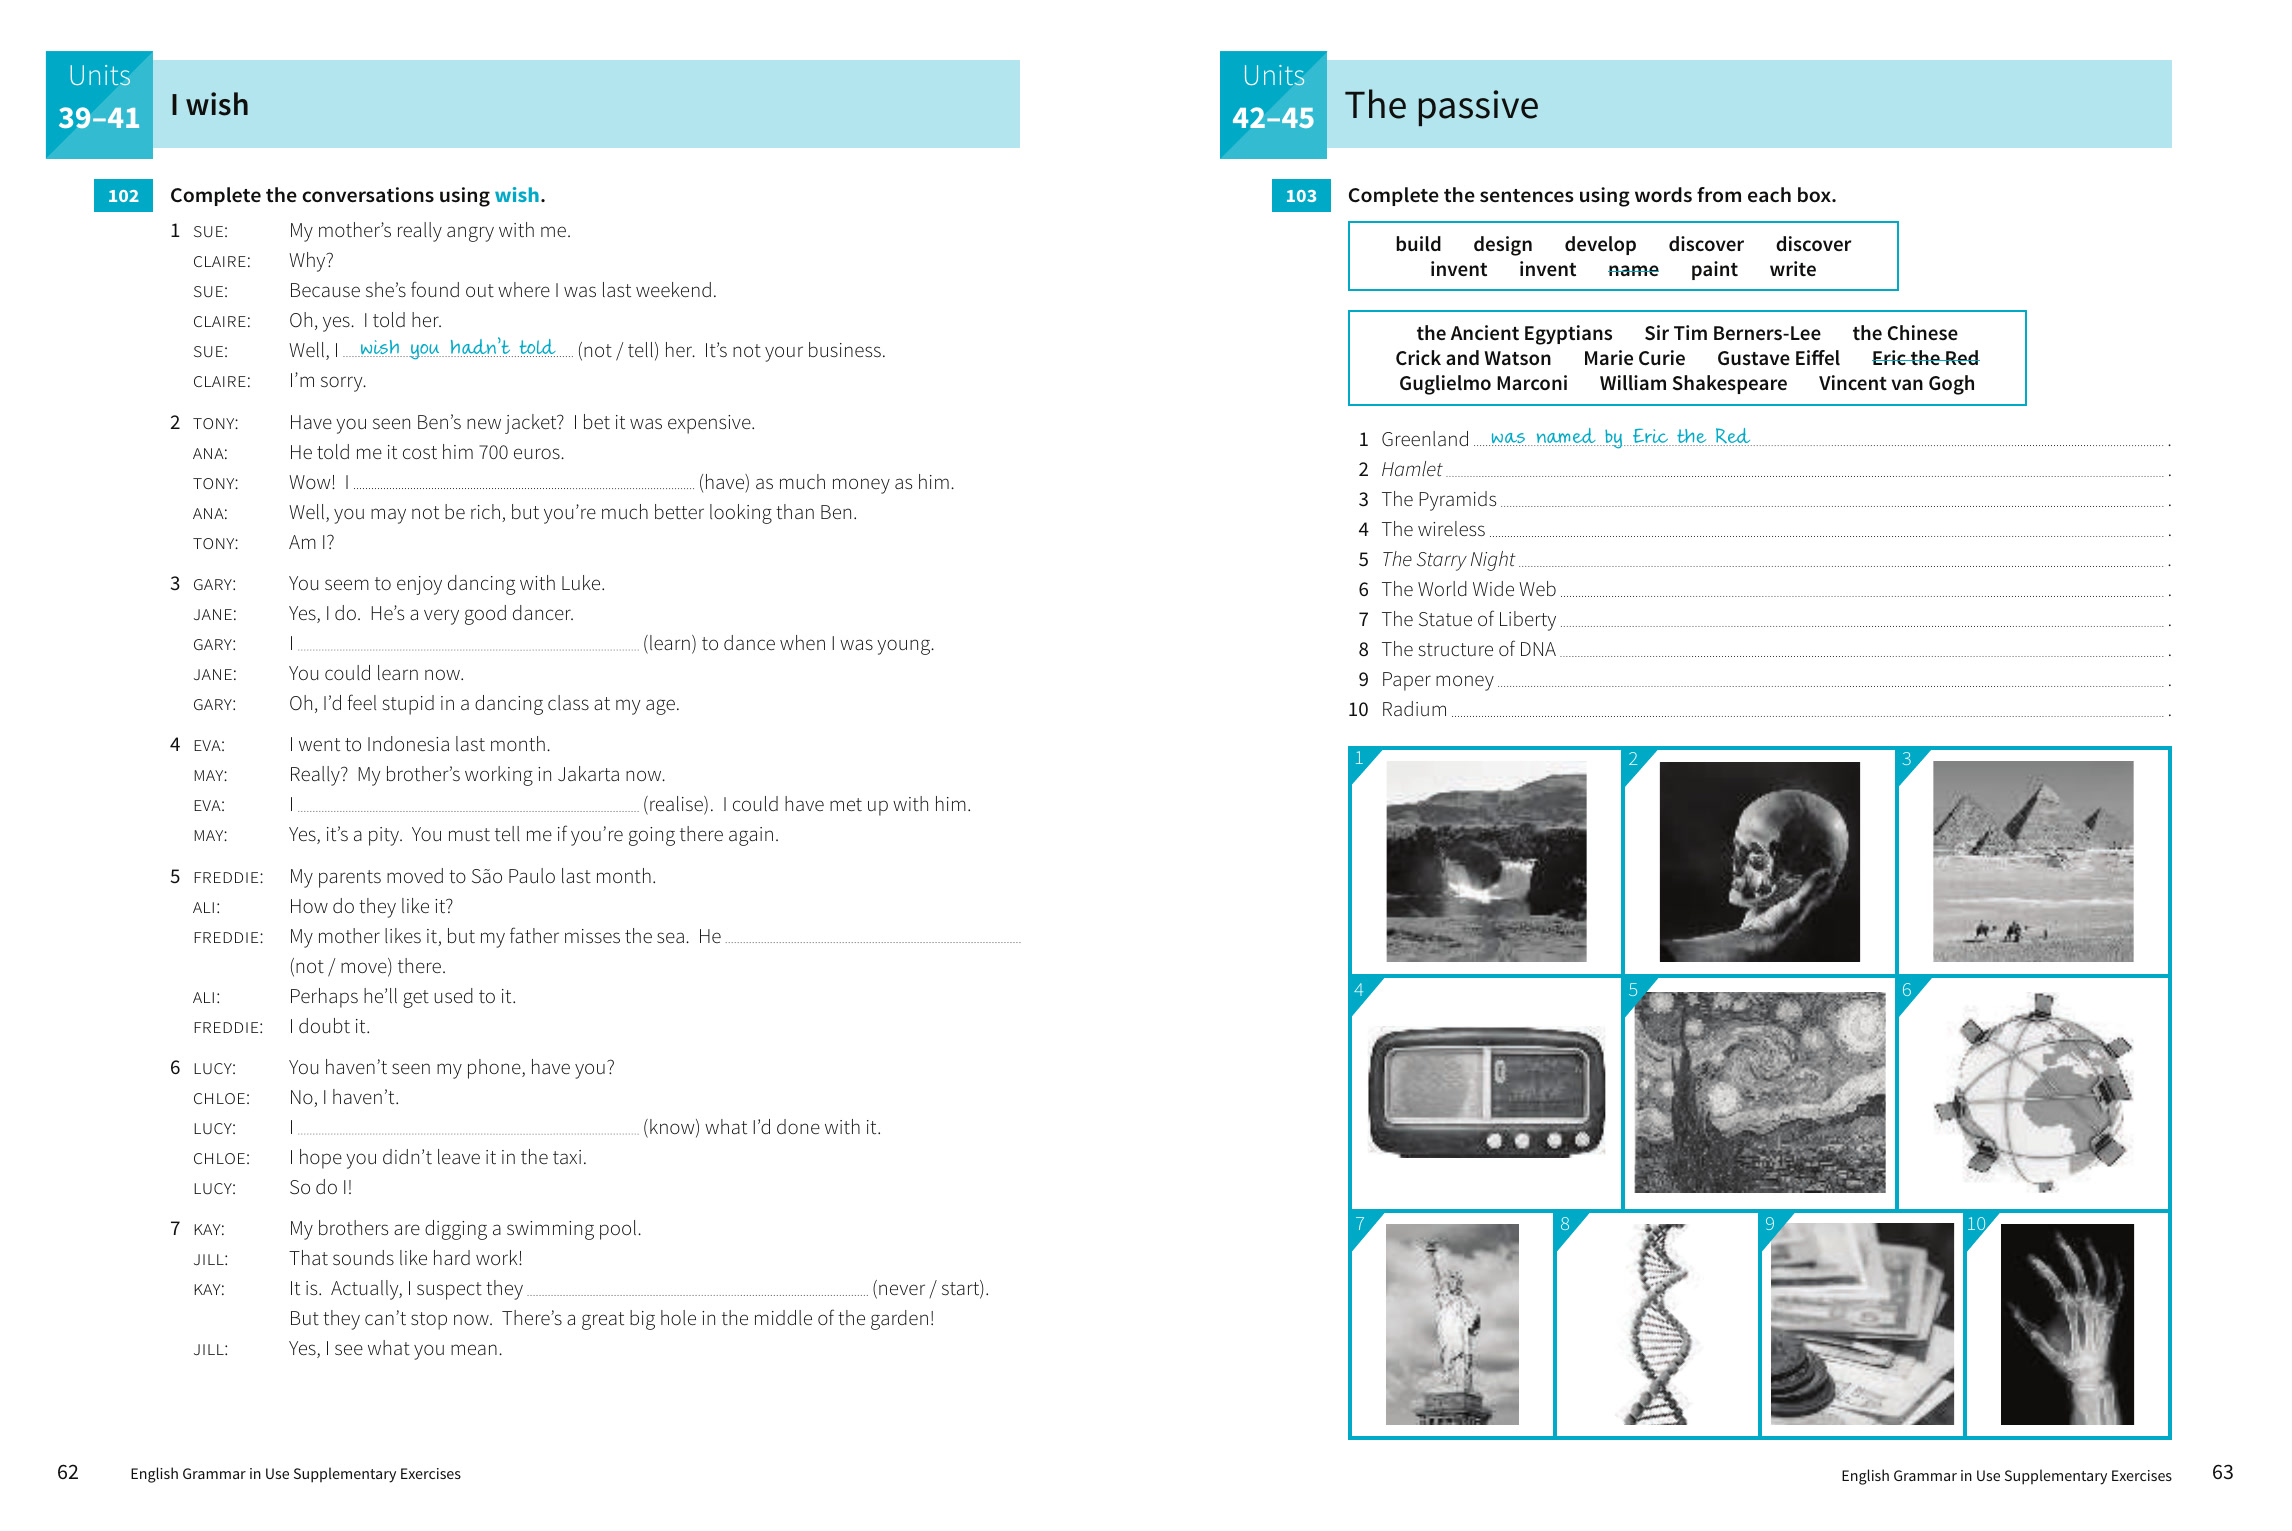 Units
39–41
I wish
102 Complete the conversations using wish.
1 SUE: My mother’s really angry with me.
CLAIRE: Why?
SUE: Because she’s found out where I was last weekend.
CLAIRE: Oh, yes. I told her.
SUE: Well, I wish you hadn’t told (not / tell) her. It’s not your business.
CLAIRE: I’m sorry.
2 TONY: Have you seen Ben’s new jacket? I bet it was expensive.
ANA: He told me it cost him 700 euros.
TONY: Wow! I (have) as much money as him.
ANA: Well, you may not be rich, but you’re much better looking than Ben.
TONY: Am I?
3 GARY: You seem to enjoy dancing with Luke.
JANE: Yes, I do. He’s a very good dancer.
GARY: I (learn) to dance when I was young.
JANE: You could learn now.
GARY: Oh, I’d feel stupid in a dancing class at my age.
4 EVA: I went to Indonesia last month.
MAY: Really? My brother’s working in Jakarta now.
EVA: I (realise). I could have met up with him.
MAY: Yes, it’s a pity. You must tell me if you’re going there again.
5 FREDDIE: My parents moved to São Paulo last month.
ALI: How do they like it?
FREDDIE: My mother likes it, but my father misses the sea. He
(not / move) there.
ALI: Perhaps he’ll get used to it.
FREDDIE: I doubt it.
6 LUCY: You haven’t seen my phone, have you?
CHLOE: No, I haven’t.
LUCY: I (know) what I’d done with it.
CHLOE: I hope you didn’t leave it in the taxi.
LUCY: So do I!
7 KAY: My brothers are digging a swimming pool.
JILL: That sounds like hard work!
KAY: It is. Actually, I suspect they (never / start).
But they can’t stop now. There’s a great big hole in the middle of the garden!
JILL: Yes, I see what you mean.
62 English Grammar in Use Supplementary Exercises
Units
42–45
The passive
103 Complete the sentences using words from each box.
build design develop discover discover
invent invent name paint write
the Ancient Egyptians Sir Tim Berners-Lee the Chinese
Crick and Watson Marie Curie Gustave Eiffel Eric the Red
Guglielmo Marconi William Shakespeare Vincent van Gogh
1 Greenland was named by Eric the Red .
2 Hamlet .
3 The Pyramids .
4 The wireless .
5 The Starry Night .
6 The World Wide Web .
7 The Statue of Liberty .
8 The structure of DNA .
9 Paper money .
10 Radium .
1 2 3
4 5 6
7 8 9 10
English Grammar in Use Supplementary Exercises 63